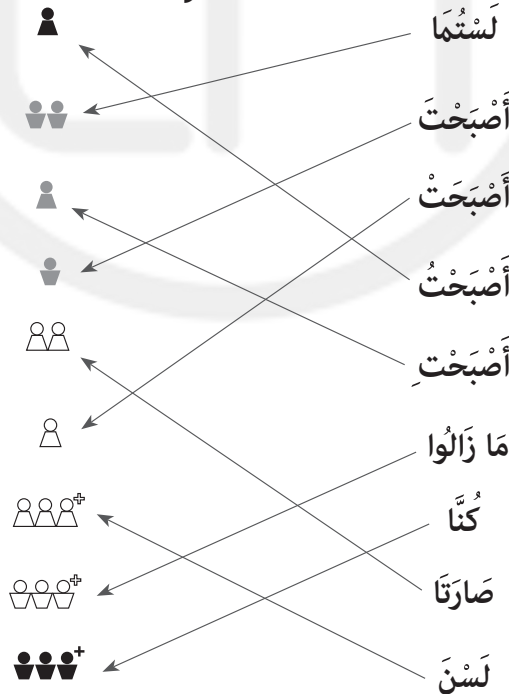 لَسْتُمَا
أَصْبَحْتَ
أَصْبَحَتْ
أَصْبَحْتُ
أَصْبَحْتِ
مَا زَالُوا
كُنَّا
صَارَتَا
لَسْنَ